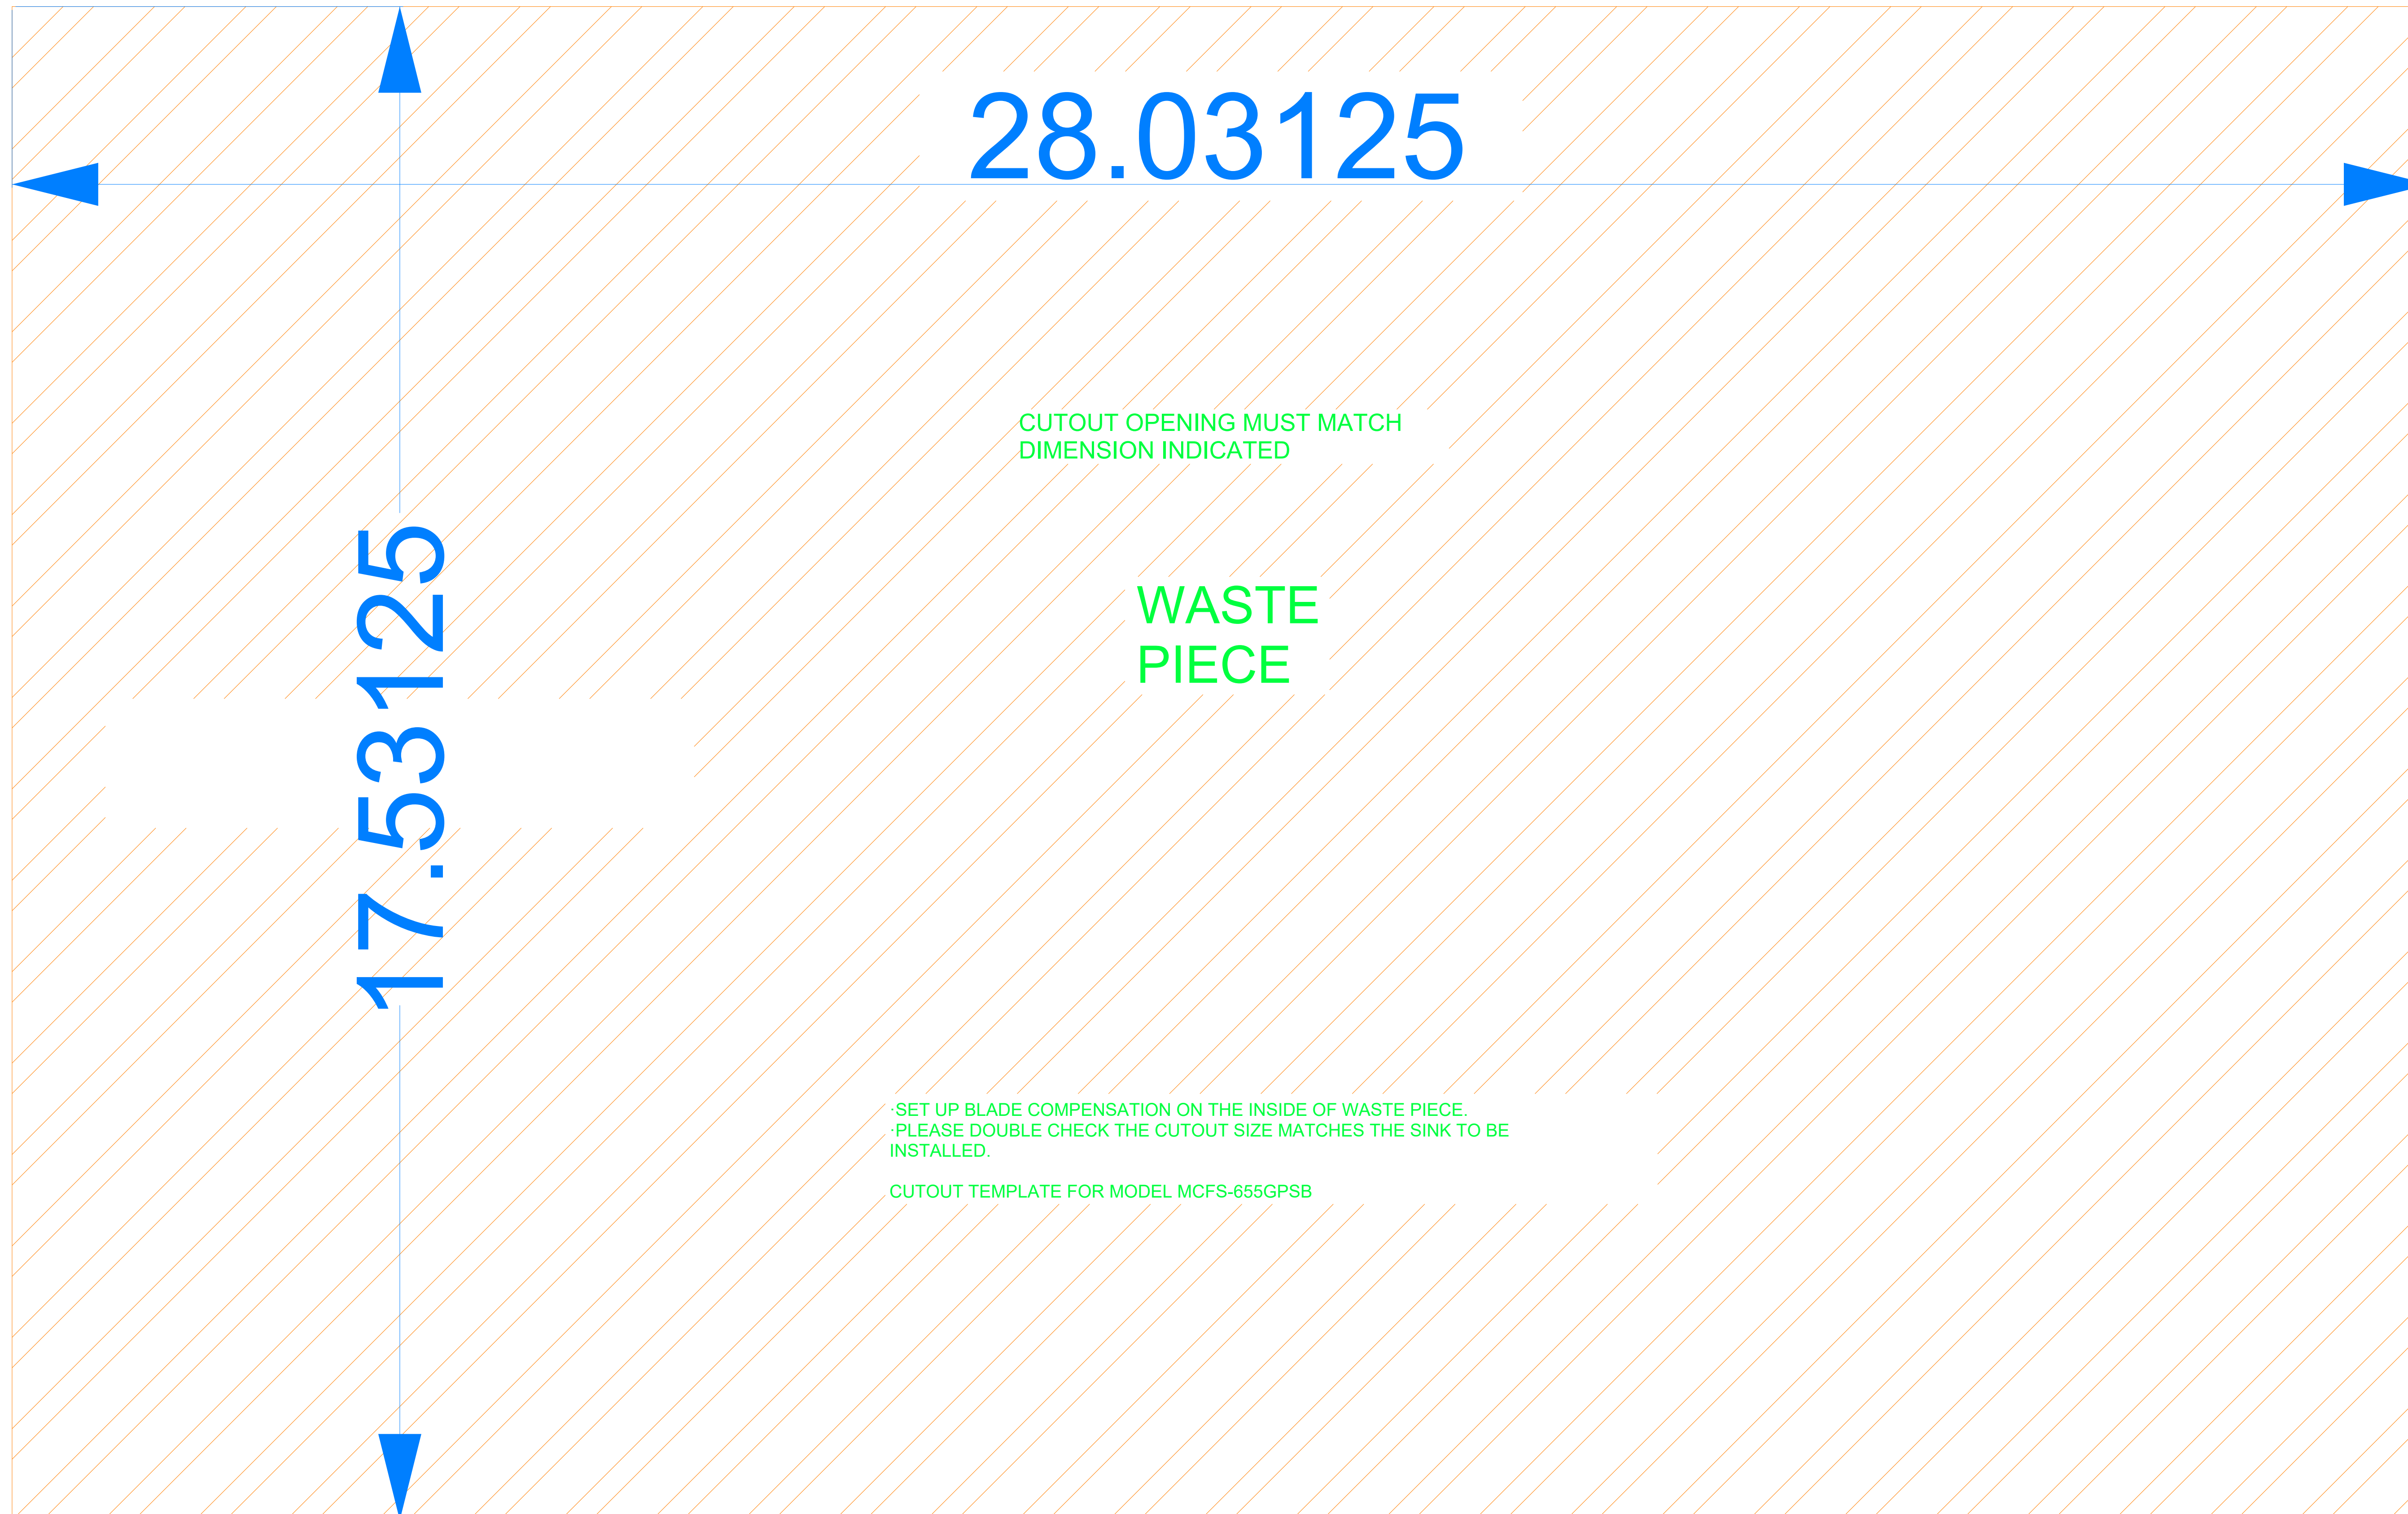 28.03125
CUTOUT OPENING MUST MATCH
DIMENSION INDICATED
17.53125
WASTE
PIECE
·SET UP BLADE COMPENSATION ON THE INSIDE OF WASTE PIECE.
·PLEASE DOUBLE CHECK THE CUTOUT SIZE MATCHES THE SINK TO BE
INSTALLED.
CUTOUT TEMPLATE FOR MODEL MCFS-655GPSB